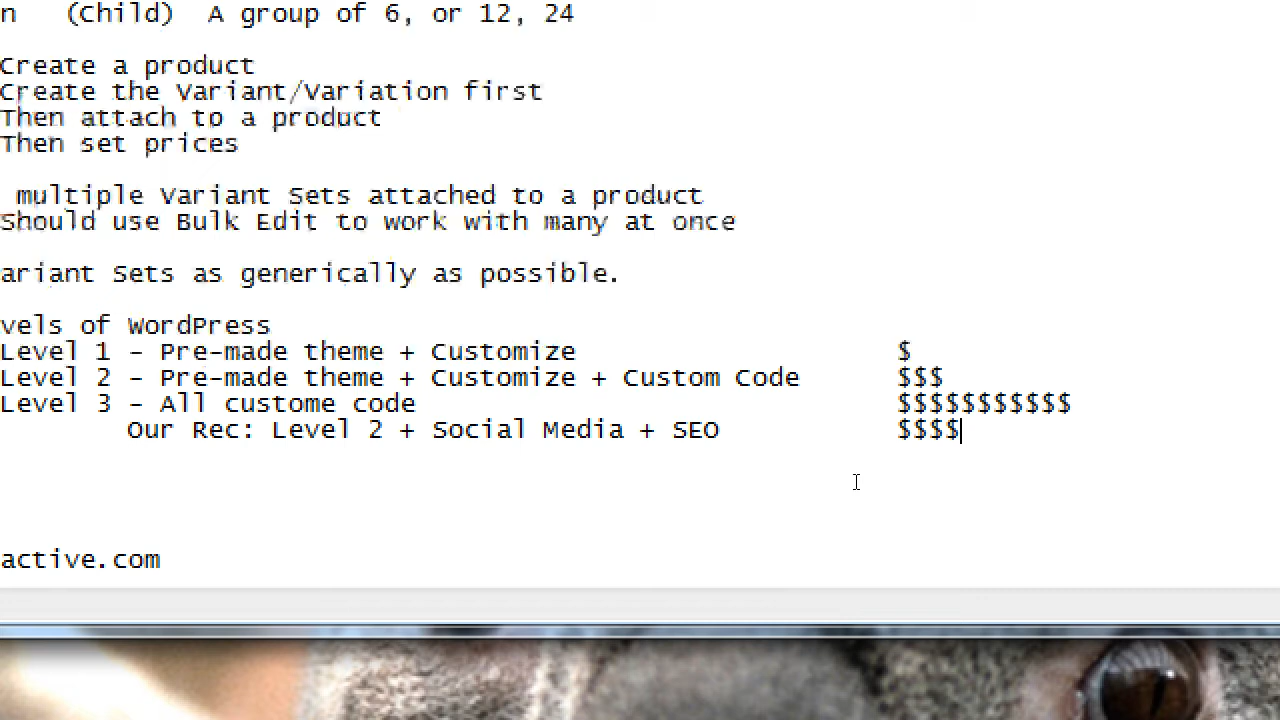 n (Child) A group of 6, or 12, 24
Create a product
Create the Variant/Variation first
Then attach to a product
Then set prices
multiple Variant Sets attached to a product
Should use Bulk Edit to work with many at once
ariant Sets as generically as possible.
vels of WordPress
Level 1 - Pre-made theme + Customize $
Level 2 - Pre-made theme + Customize + Custom Code $$$
Level 3 - All custome code $$$$$$$$$$$
Our Rec: Level 2 + Social Media + SEO $$$$
active.com